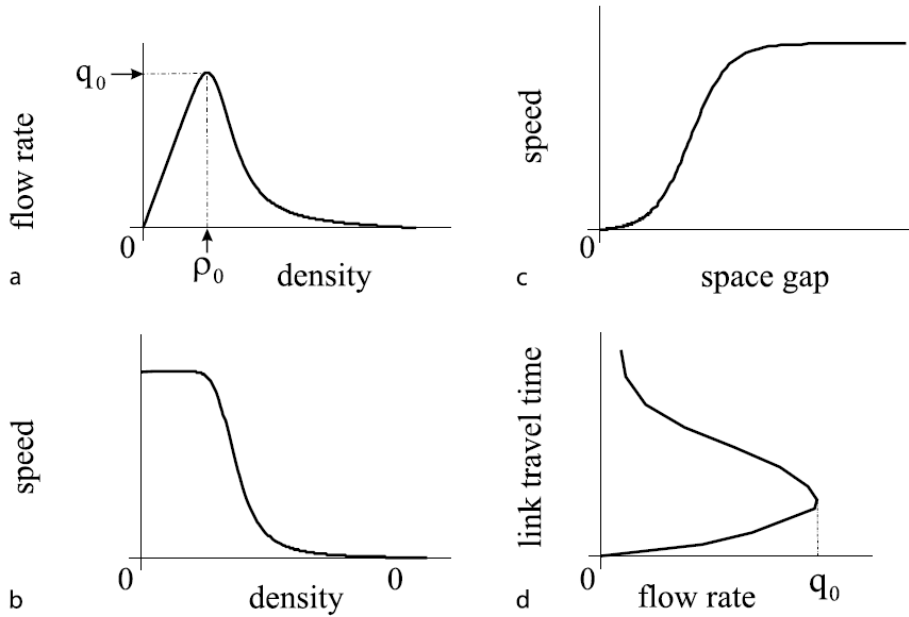 q₀
flow rate
0
ρ₀
density
a
speed
0
0
density
b
speed
0
space gap
c
link travel time
0
flow rate
q₀
d